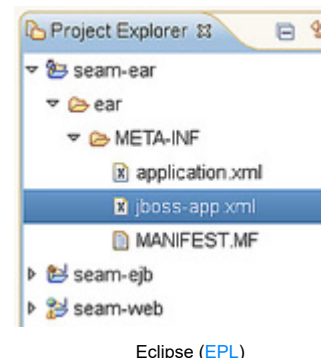 Project Explorer
seam-ear
ear
META-INF
application.xml
jboss-app.xml
MANIFEST.MF
seam-ejb
seam-web
Eclipse (EPL)